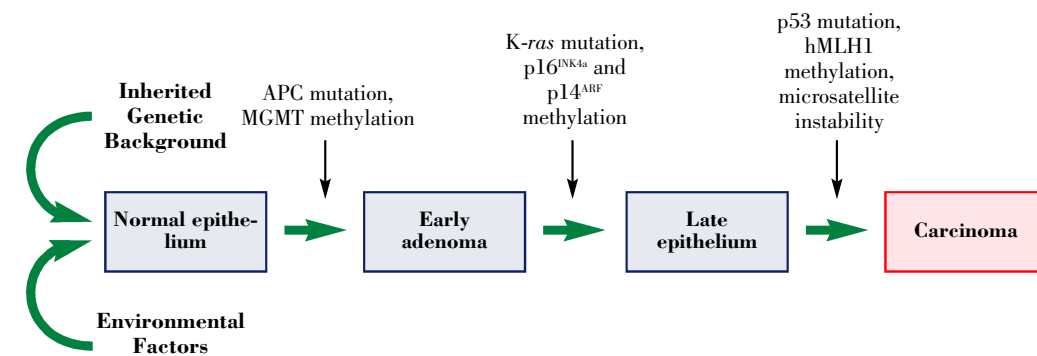 Inherited
Genetic
Background
APC mutation,
MGMT methylation
K-ras mutation,
p16INK4a and
p14ARF
methylation
p53 mutation,
hMLH1
methylation,
microsatellite
instability
Normal epithe-
lium
Early
adenoma
Late
epithelium
Carcinoma
Environmental
Factors